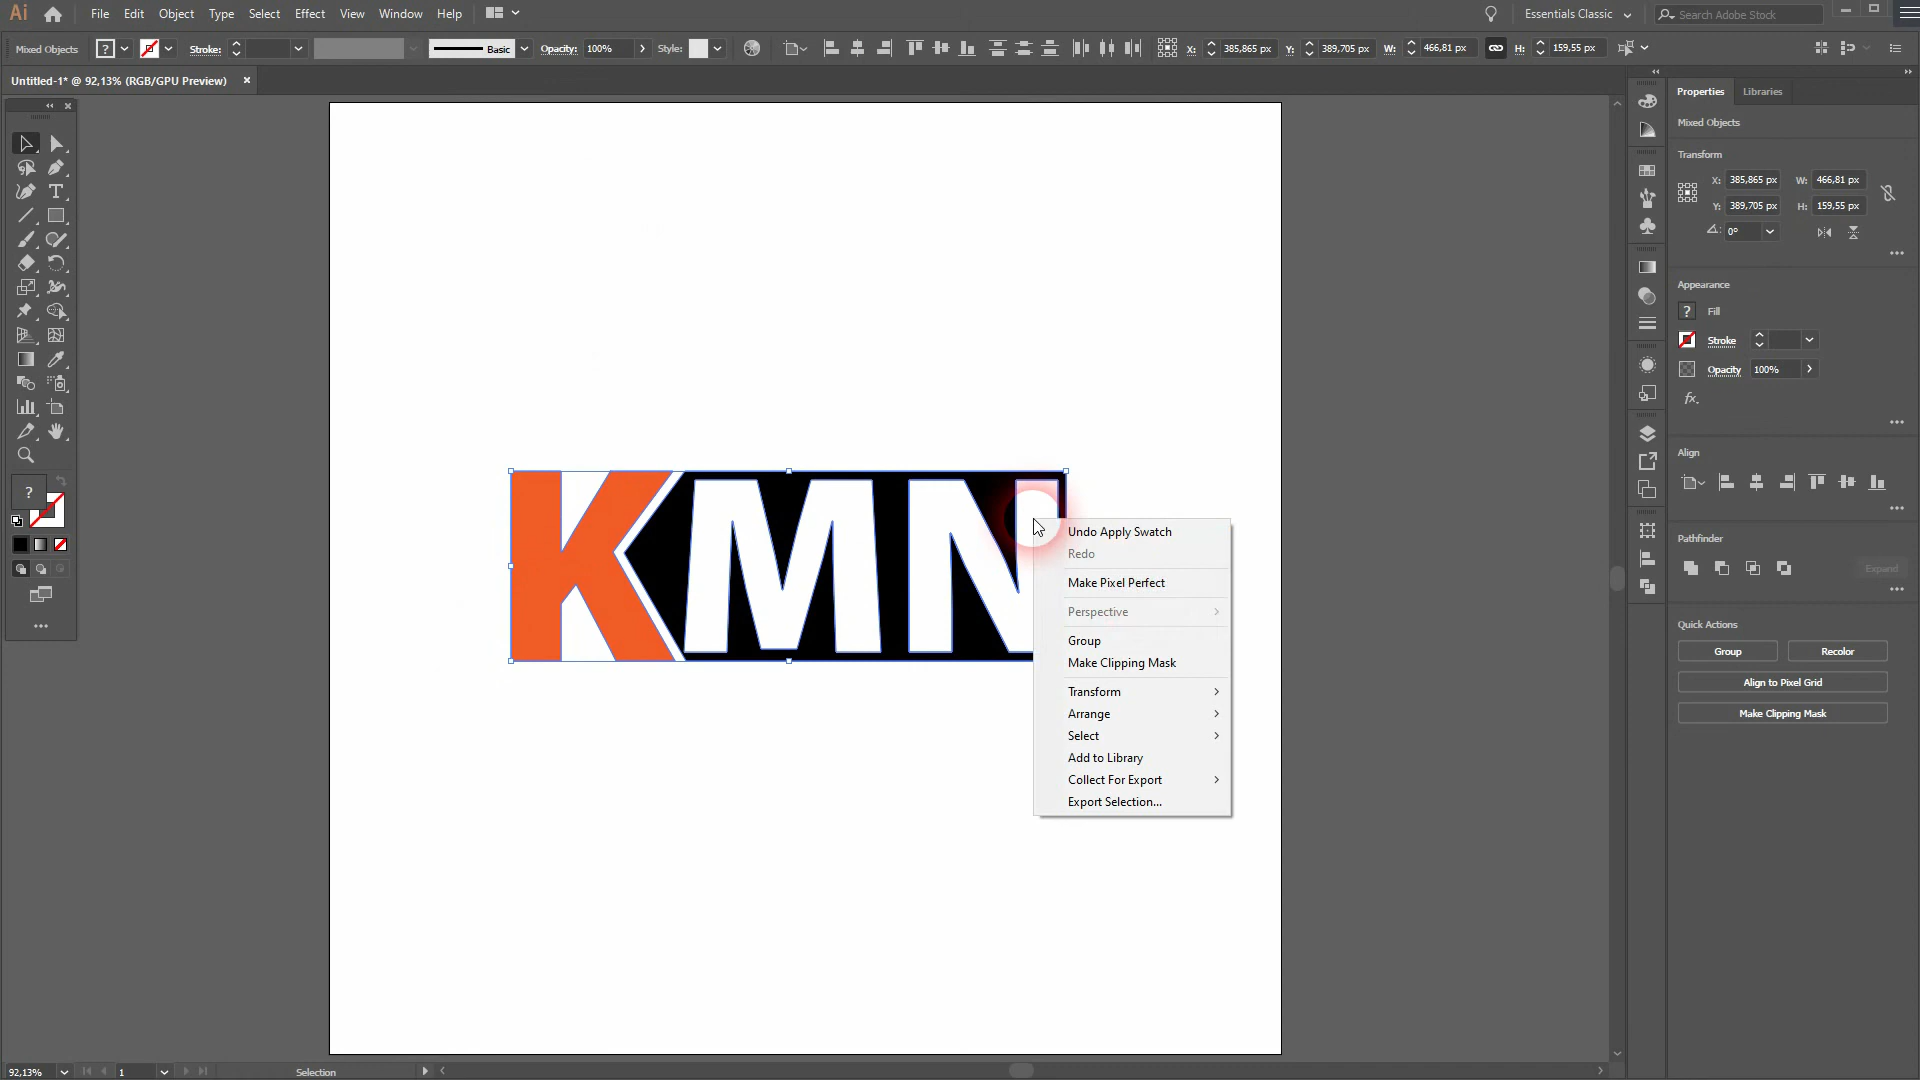 Ai File Edit Object Type Select Effect View Window Help Essentials Classic Search Adobe Stock
Mixed Objects ? Stroke: Basic Opacity: 100% Style: X: 385,865 px Y: 389,705 px W: 466,81 px H: 159,55 px
Untitled-1* @ 92,13% (RGB/GPU Preview)
Properties Libraries
Mixed Objects
Transform
X: 385,865 px W: 466,81 px
Y: 389,705 px H: 159,55 px
0°
Appearance
? Fill
Stroke
Opacity 100%
fx.
Align
Pathfinder
Expand
Quick Actions
Group Recolor
Align to Pixel Grid
Make Clipping Mask
T
?
KMN
Undo Apply Swatch
Redo
Make Pixel Perfect
Perspective
Group
Make Clipping Mask
Transform
Arrange
Select
Add to Library
Collect For Export
Export Selection...
92,13% 1 Selection